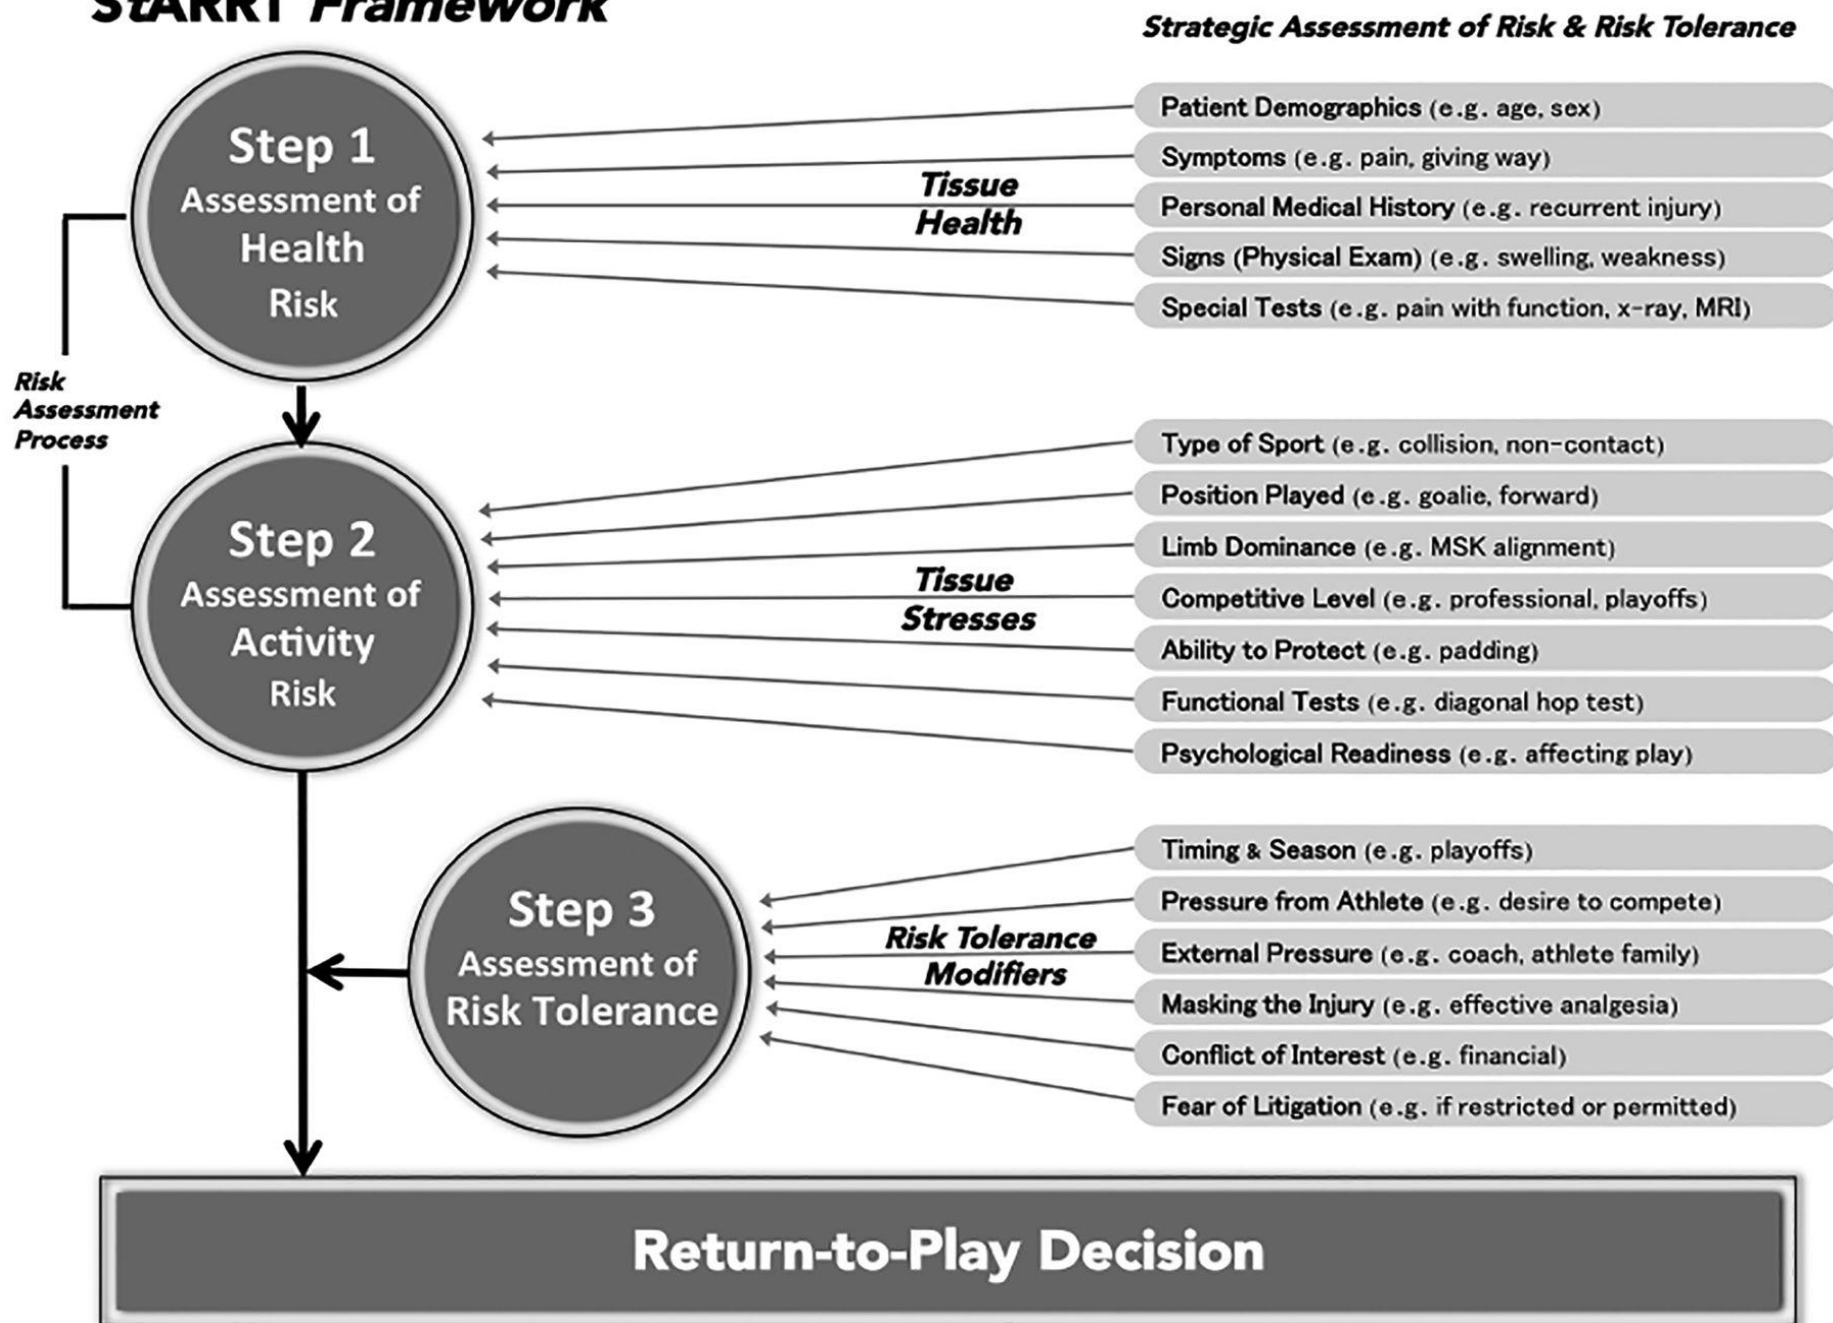 StARRT Framework
Strategic Assessment of Risk & Risk Tolerance
Step 1
Assessment of
Health
Risk
Tissue
Health
Patient Demographics (e.g. age, sex)
Symptoms (e.g. pain, giving way)
Personal Medical History (e.g. recurrent injury)
Signs (Physical Exam) (e.g. swelling, weakness)
Special Tests (e.g. pain with function, x-ray, MRI)
Risk
Assessment
Process
Step 2
Assessment of
Activity
Risk
Tissue
Stresses
Type of Sport (e.g. collision, non-contact)
Position Played (e.g. goalie, forward)
Limb Dominance (e.g. MSK alignment)
Competitive Level (e.g. professional, playoffs)
Ability to Protect (e.g. padding)
Functional Tests (e.g. diagonal hop test)
Psychological Readiness (e.g. affecting play)
Step 3
Assessment of
Risk Tolerance
Risk Tolerance
Modifiers
Timing & Season (e.g. playoffs)
Pressure from Athlete (e.g. desire to compete)
External Pressure (e.g. coach, athlete family)
Masking the Injury (e.g. effective analgesia)
Conflict of Interest (e.g. financial)
Fear of Litigation (e.g. if restricted or permitted)
Return-to-Play Decision